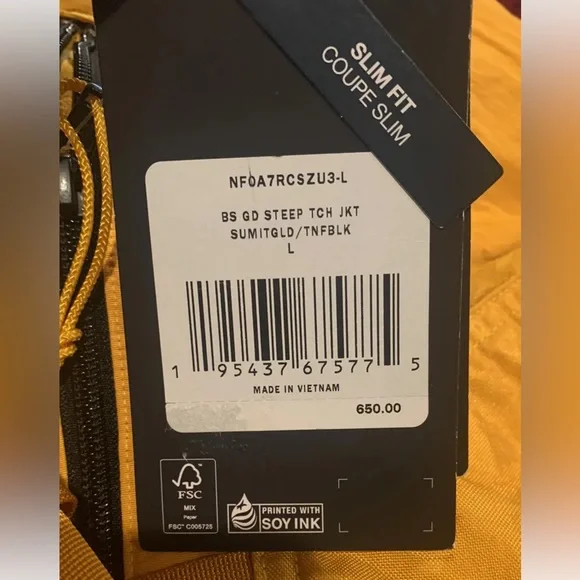 SLIM FIT
COUPE SLIM
NF0A7RCSZU3-L
BS GD STEEP TCH JKT
SUMITGLD/TNFBLK
L
1 95437 67577 5
MADE IN VIETNAM
650.00
FSC
MIX
Paper
FSC™ C005725
PRINTED WITH
SOY INK